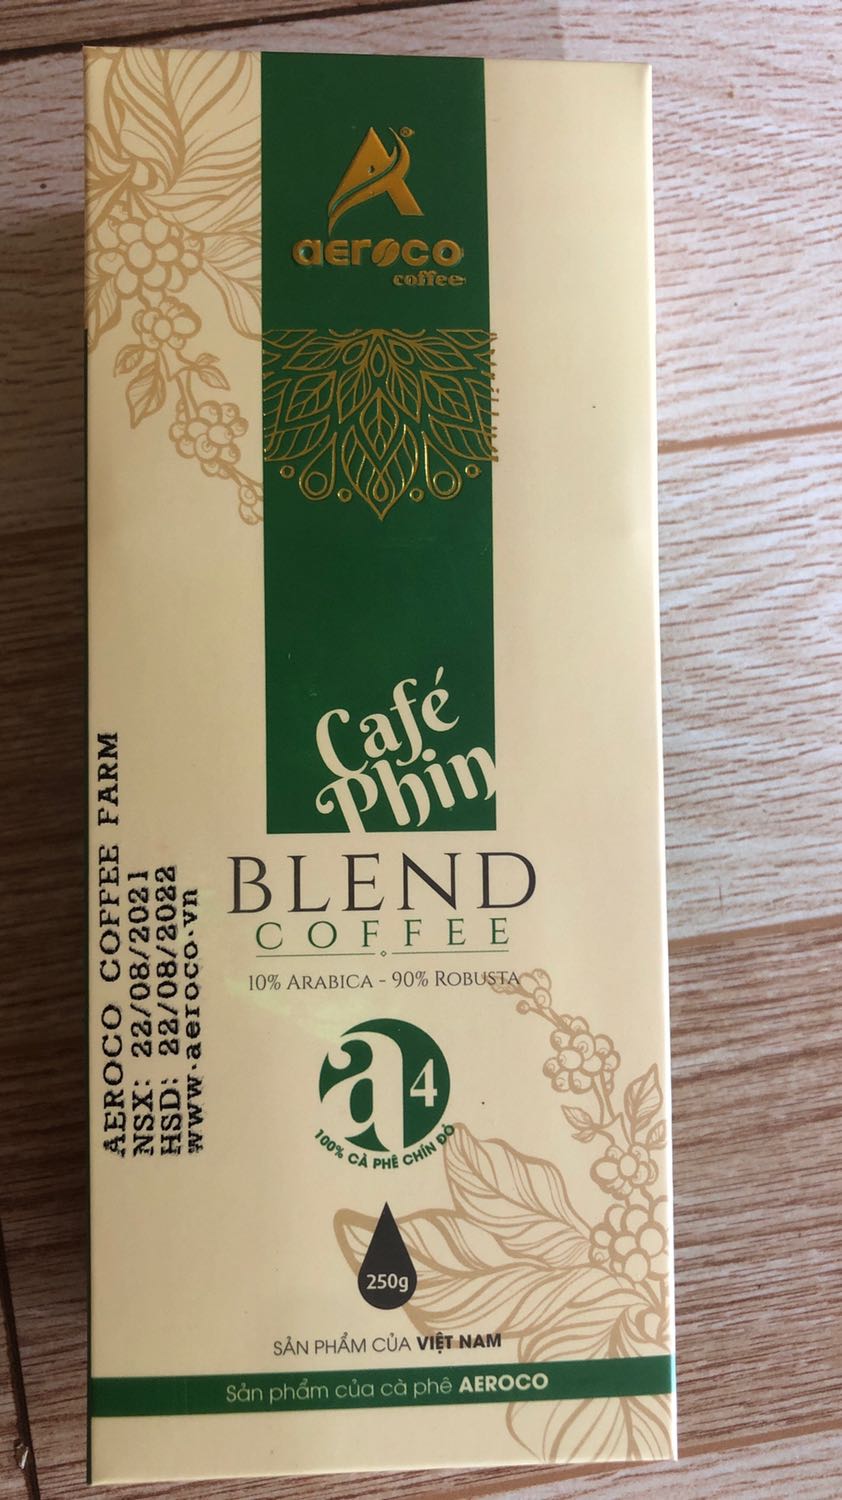 ®
aeroco
coffee
Café
Phin
BLEND
COFFEE
10% ARABICA - 90% ROBUSTA
a4
100% CÀ PHÊ CHÍN ĐỎ
250g
SẢN PHẨM CỦA VIỆT NAM
Sản phẩm của cà phê AEROCO
AEROCO COFFEE FARM
NSX: 22/08/2021
HSD: 22/08/2022
www.aeroco.vn